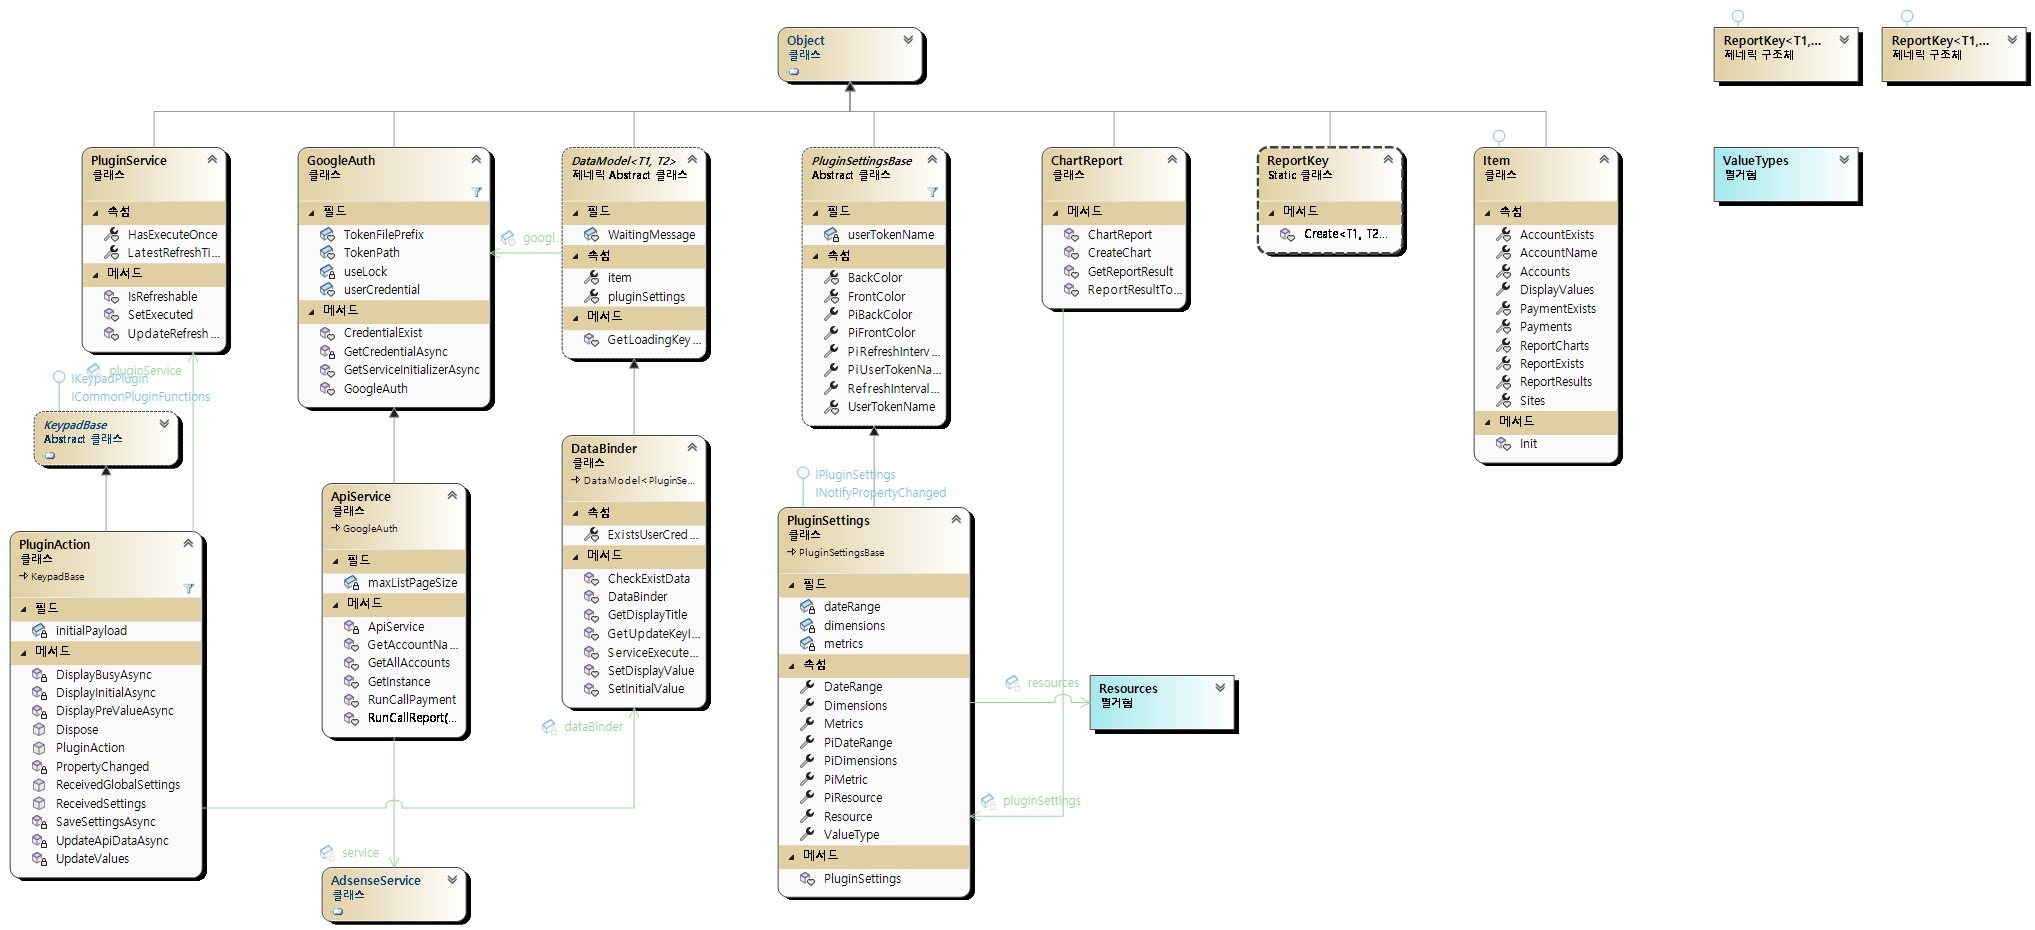 Object
클래스
ReportKey<T1,...
제네릭 구조체
ReportKey<T1,...
제네릭 구조체
PluginService
클래스
속성
HasExecuteOnce
LatestRefreshTi...
메서드
IsRefreshable
SetExecuted
UpdateRefresh...
GoogleAuth
클래스
필드
TokenFilePrefix
TokenPath
useLock
userCredential
메서드
CredentialExist
GetCredentialAsync
GetServiceInitializerAsync
GoogleAuth
googl...
DataModel<T1, T2>
제네릭 Abstract 클래스
필드
WaitingMessage
속성
item
pluginSettings
메서드
GetLoadingKey...
PluginSettingsBase
Abstract 클래스
필드
userTokenName
속성
BackColor
FrontColor
PiBackColor
PiFrontColor
PiRefreshInterv...
PiUserTokenNa...
RefreshInterval...
UserTokenName
ChartReport
클래스
메서드
ChartReport
CreateChart
GetReportResult
ReportResultTo...
ReportKey
Static 클래스
메서드
Create<T1, T2...
Item
클래스
속성
AccountExists
AccountName
Accounts
DisplayValues
PaymentExists
Payments
ReportCharts
ReportExists
ReportResults
Sites
메서드
Init
ValueTypes
열거형
pluginService
IKeypadPlugin
ICommonPluginFunctions
KeypadBase
Abstract 클래스
PluginAction
클래스
KeypadBase
필드
initialPayload
메서드
DisplayBusyAsync
DisplayInitialAsync
DisplayPreValueAsync
Dispose
PluginAction
PropertyChanged
ReceivedGlobalSettings
ReceivedSettings
SaveSettingsAsync
UpdateApiDataAsync
UpdateValues
ApiService
클래스
GoogleAuth
필드
maxListPageSize
메서드
ApiService
GetAccountNa...
GetAllAccounts
GetInstance
RunCallPayment
RunCallReport(...
service
AdsenseService
클래스
DataBinder
클래스
DataModel<PluginSe...
속성
ExistsUserCred...
메서드
CheckExistData
DataBinder
GetDisplayTitle
GetUpdateKeyI...
ServiceExecute...
SetDisplayValue
SetInitialValue
dataBinder
IPluginSettings
INotifyPropertyChanged
PluginSettings
클래스
PluginSettingsBase
필드
dateRange
dimensions
metrics
속성
DateRange
Dimensions
Metrics
PiDateRange
PiDimensions
PiMetric
PiResource
Resource
ValueType
메서드
PluginSettings
resources
Resources
열거형
pluginSettings